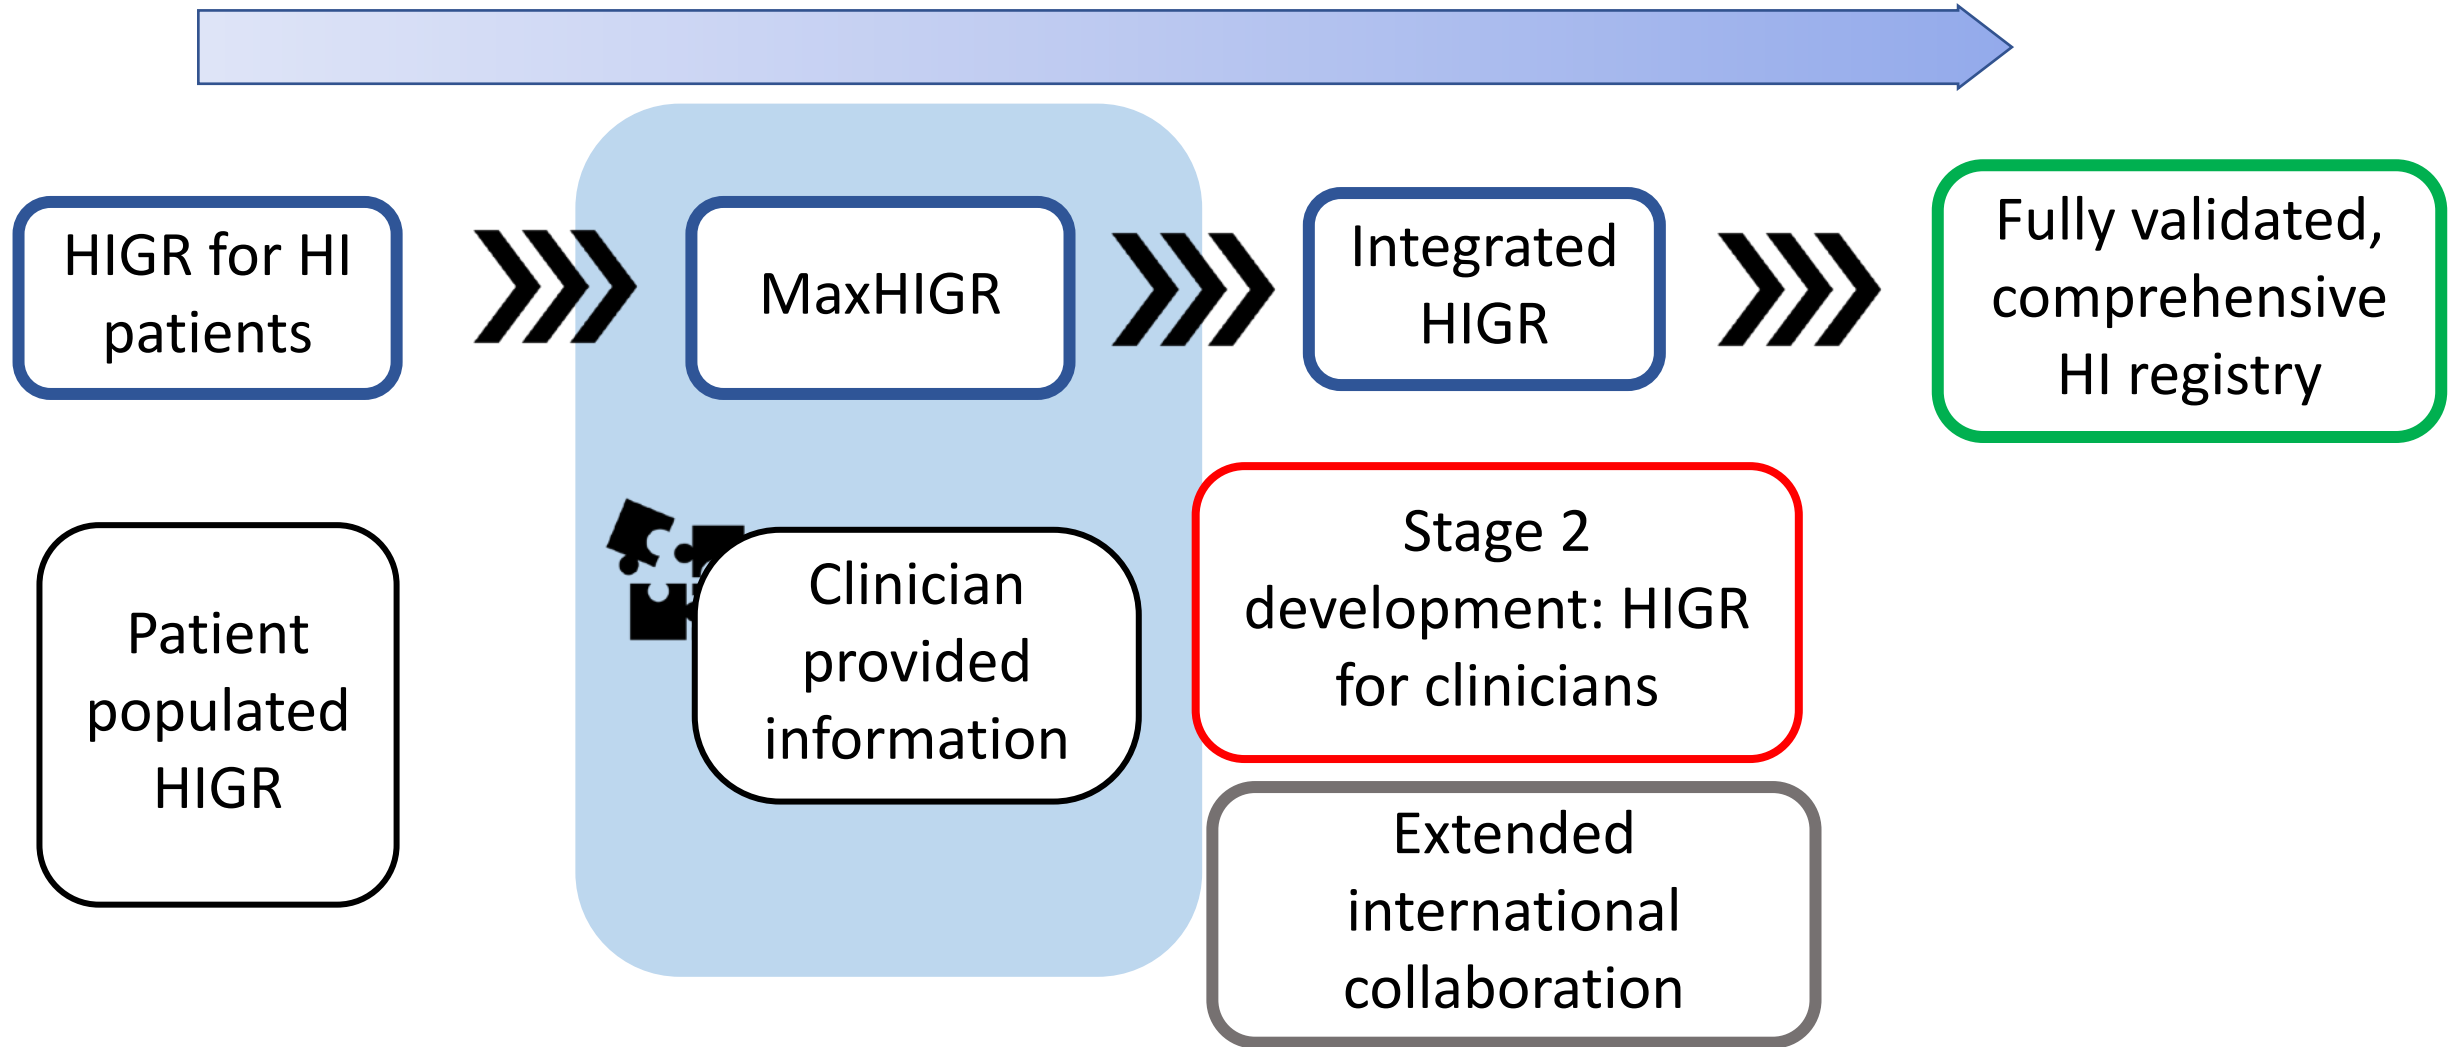 HIGR for HI
patients
MaxHIGR
Integrated
HIGR
Fully validated,
comprehensive
HI registry
Patient
populated
HIGR
Clinician
provided
information
Stage 2
development: HIGR
for clinicians
Extended
international
collaboration